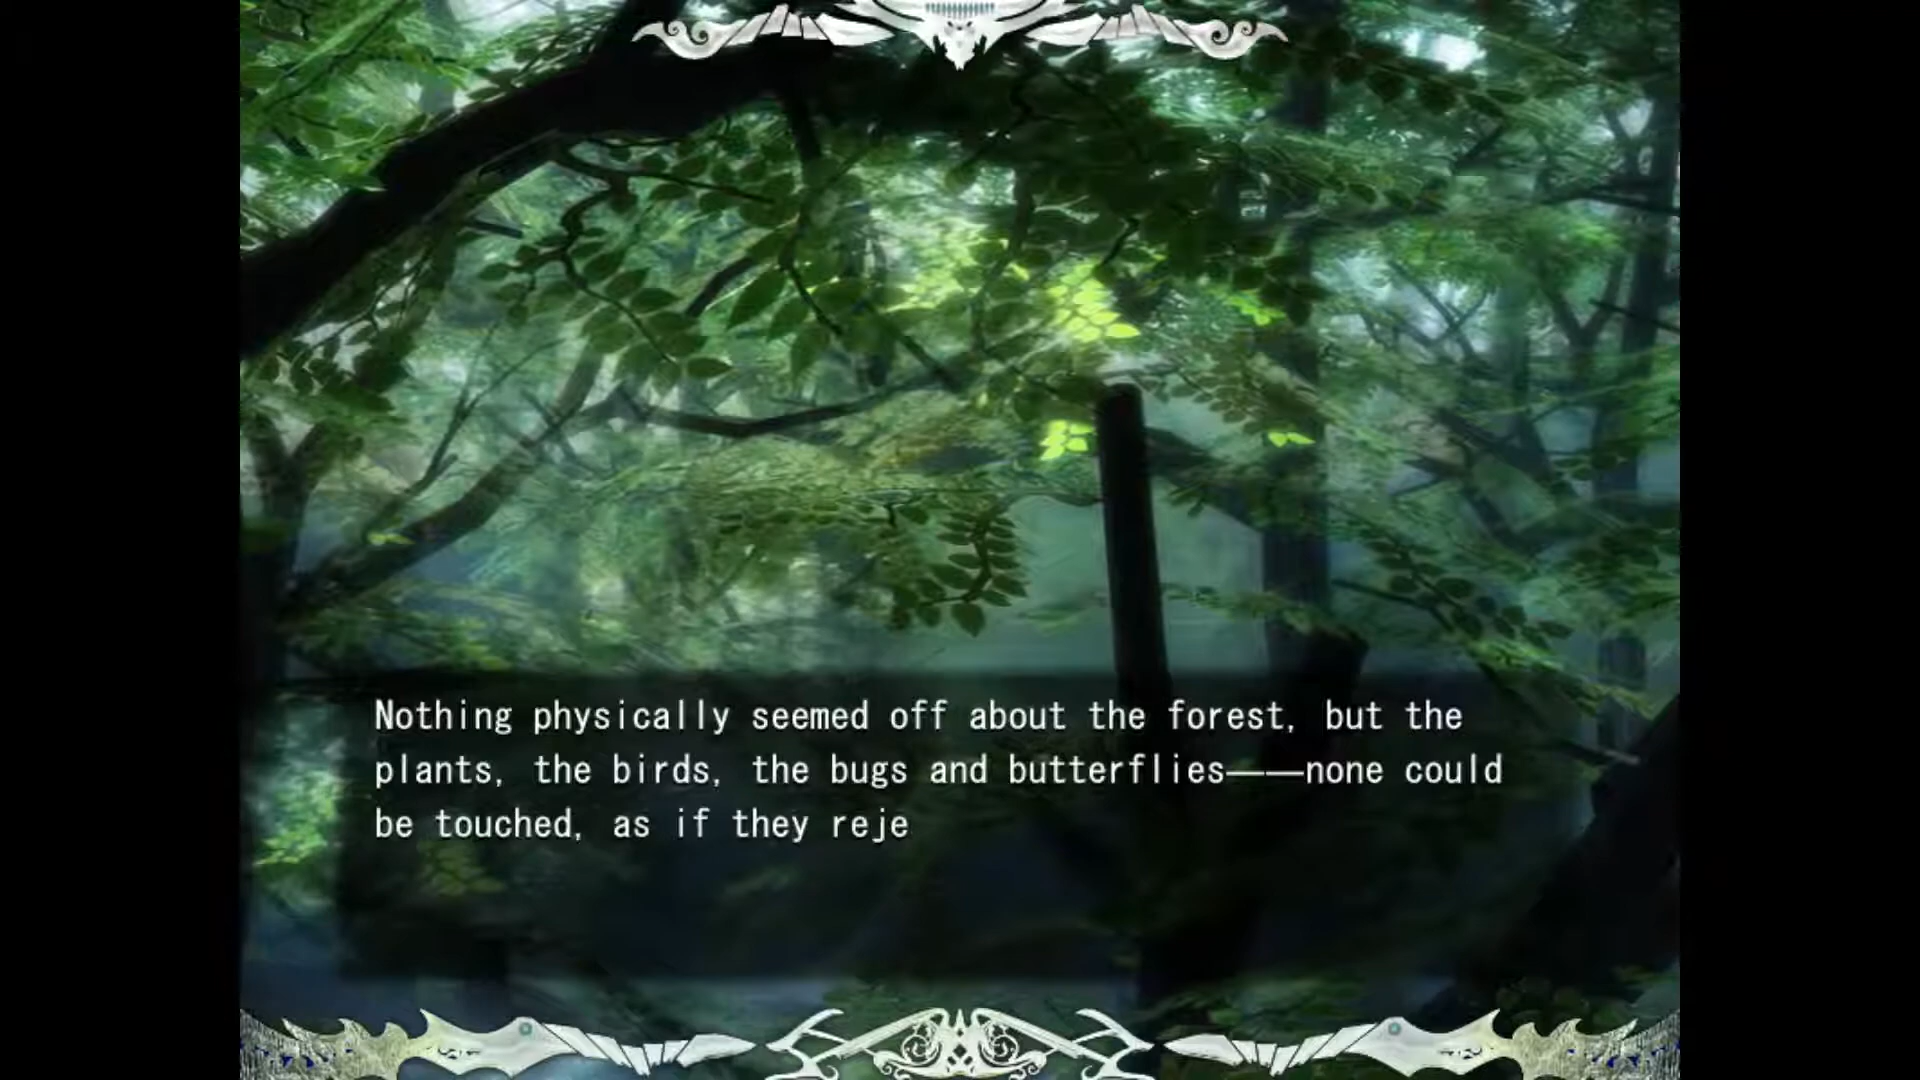 Nothing physically seemed off about the forest, but the
plants, the birds, the bugs and butterflies――none could
be touched, as if they reje